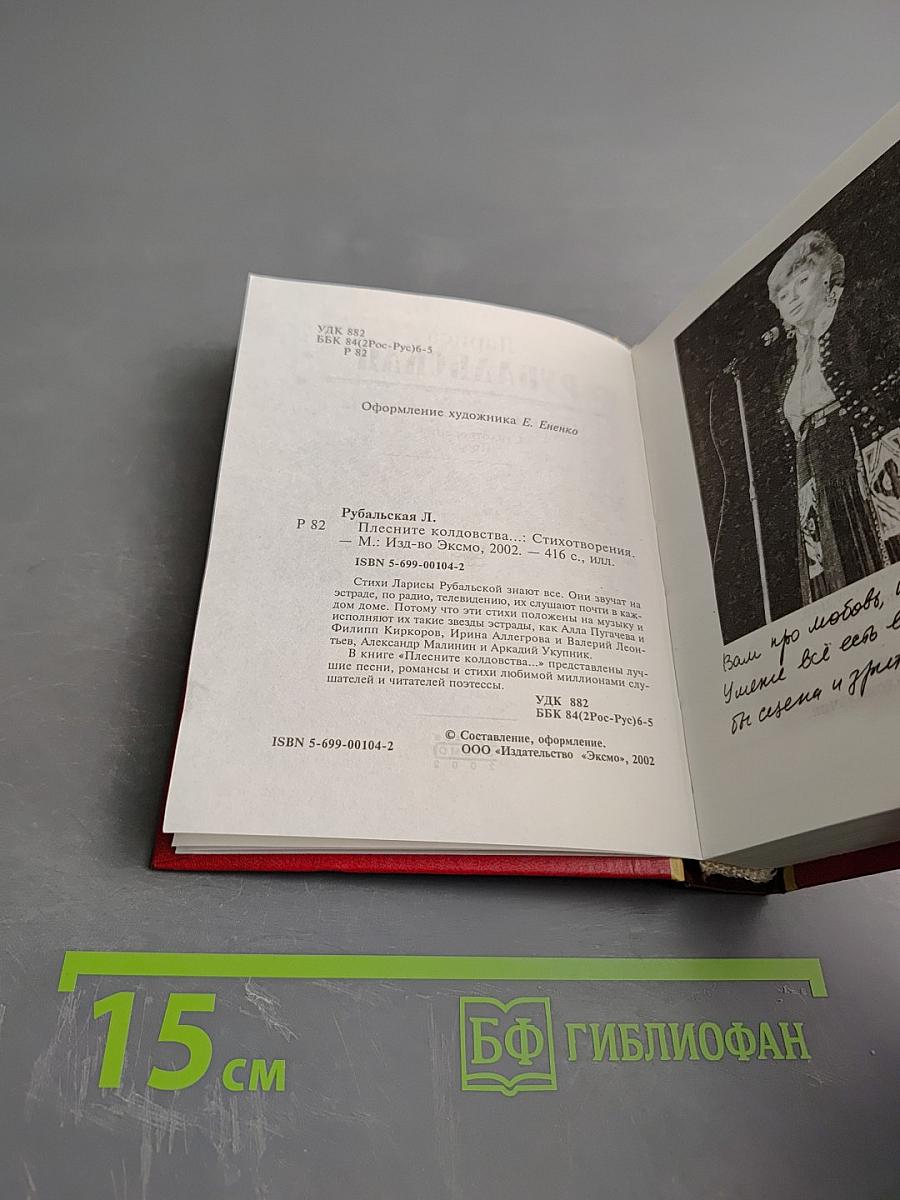 УДК 882
ББК 84(2Рос-Рус)6-5
Р 82
Оформление художника Е. Ененко
Рубальская Л.
Р 82 Плесните колдовства...: Стихотворения.
— М.: Изд-во Эксмо, 2002. — 416 с., илл.
ISBN 5-699-00104-2
Стихи Ларисы Рубальской знают все. Они звучат на
эстраде, по радио, телевидению, их слушают почти в каж-
дом доме. Потому что эти стихи положены на музыку и
исполняют их такие звезды эстрады, как Алла Пугачева и
Филипп Киркоров, Ирина Аллегрова и Валерий Леон-
тьев, Александр Малинин и Аркадий Укупник.
В книге «Плесните колдовства...» представлены луч-
шие песни, романсы и стихи любимой миллионами слу-
шателей и читателей поэтессы.
УДК 882
ББК 84(2Рос-Рус)6-5
© Составление, оформление.
ISBN 5-699-00104-2 ООО «Издательство «Эксмо», 2002
Вам про любовь,
У меня всё есть
бы сцена и
15 см
БФ ГИБЛИОФАН